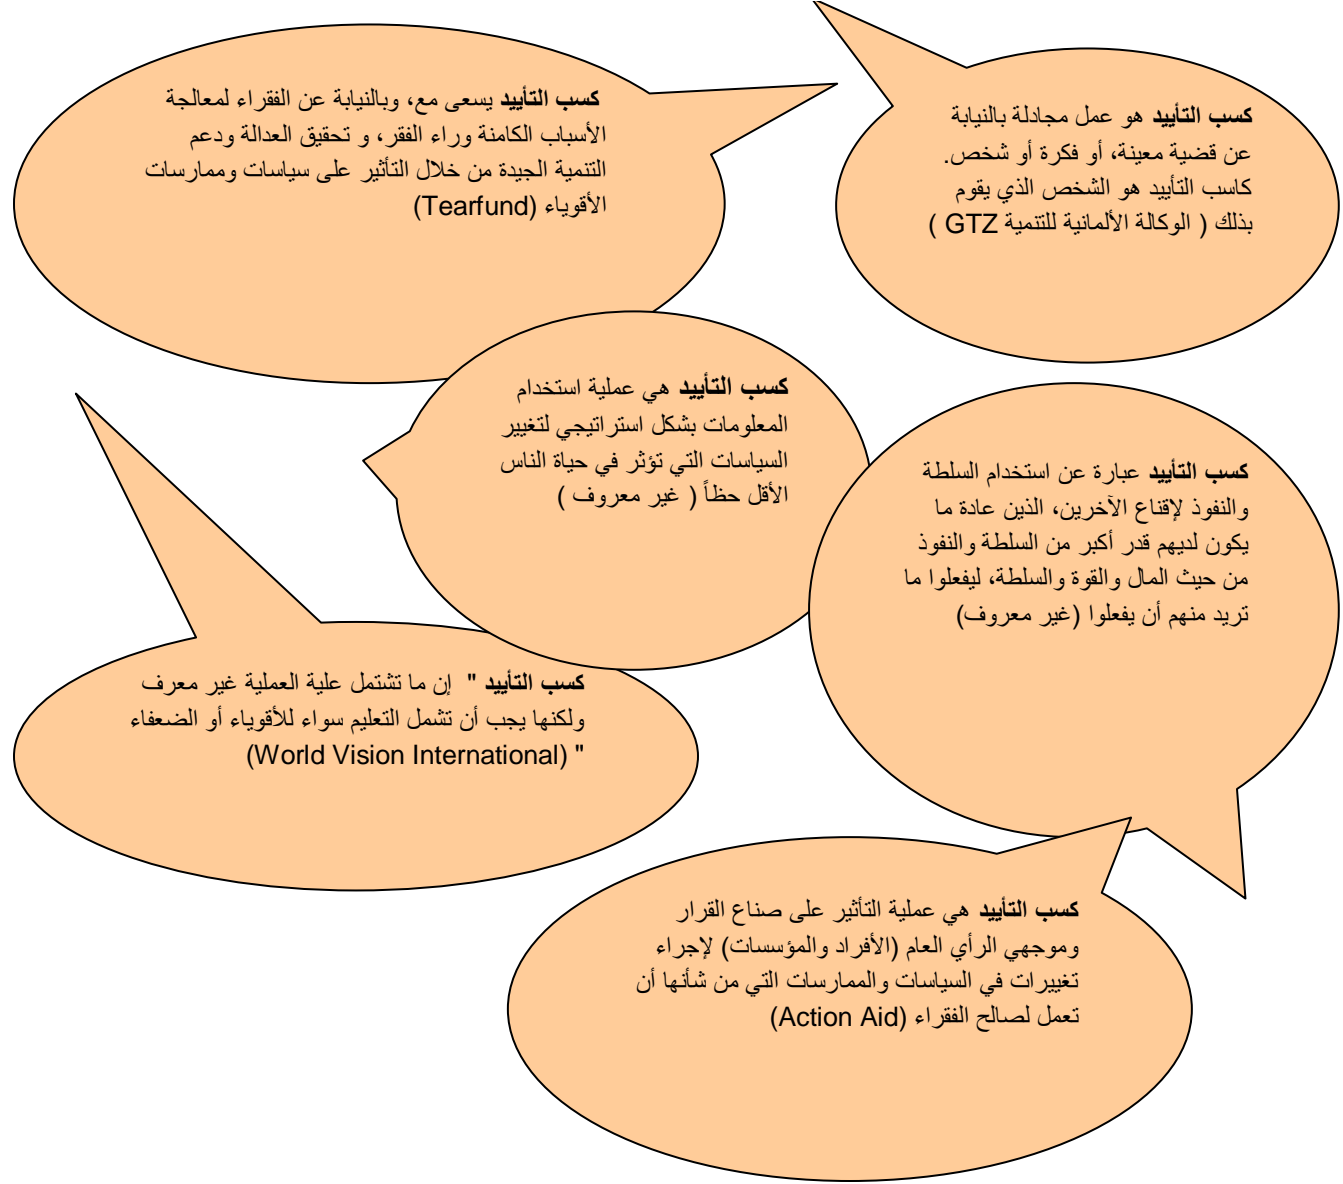 كسب التأييد هو عمل مجادلة بالنيابة
عن قضية معينة، أو فكرة أو شخص.
كاسب التأييد هو الشخص الذي يقوم
بذلك ( الوكالة الألمانية للتنمية GTZ )
كسب التأييد يسعى مع، وبالنيابة عن الفقراء لمعالجة
الأسباب الكامنة وراء الفقر، و تحقيق العدالة ودعم
التنمية الجيدة من خلال التأثير على سياسات وممارسات
الأقوياء (Tearfund)
كسب التأييد هي عملية استخدام
المعلومات بشكل استراتيجي لتغيير
السياسات التي تؤثر في حياة الناس
الأقل حظاً ( غير معروف )
كسب التأييد عبارة عن استخدام السلطة
والنفوذ لإقناع الآخرين، الذين عادة ما
يكون لديهم قدر أكبر من السلطة والنفوذ
من حيث المال والقوة والسلطة، ليفعلوا ما
تريد منهم أن يفعلوا (غير معروف)
كسب التأييد " إن ما تشتمل علية العملية غير معرف
ولكنها يجب أن تشمل التعليم سواء للأقوياء أو الضعفاء
" (World Vision International)
كسب التأييد هي عملية التأثير على صناع القرار
وموجهي الرأي العام (الأفراد والمؤسسات) لإجراء
تغييرات في السياسات والممارسات التي من شأنها أن
تعمل لصالح الفقراء (Action Aid)